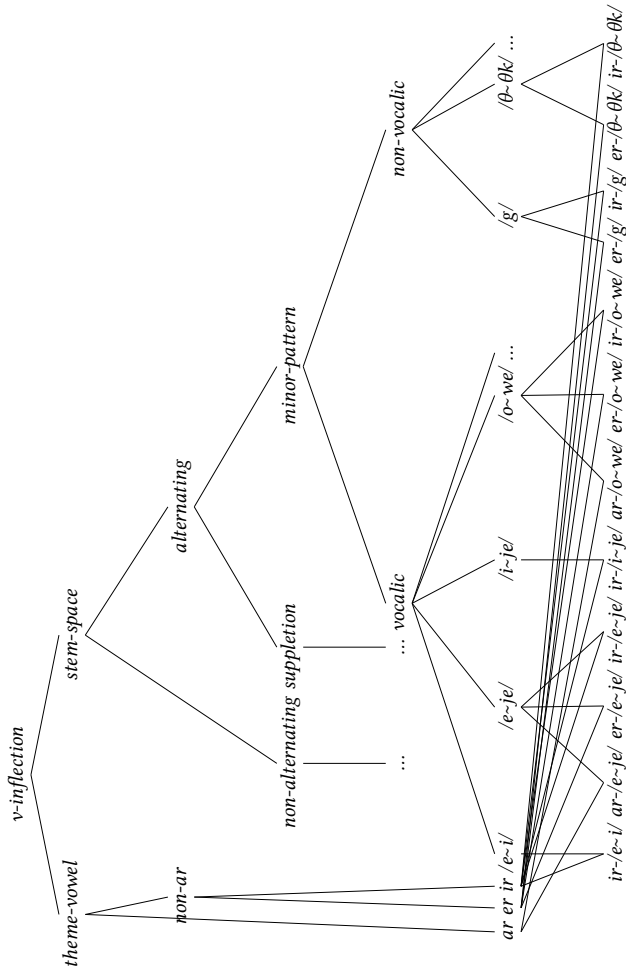 v-inflection
theme-vowel stem-space
non-ar alternating
non-alternating suppletion minor-pattern
... ... vocalic non-vocalic
ar er ir /e~i/ /e~je/ /i~je/ /o~we/ ... /g/ /θ~θk/ ...
ir-/e~i/ ar-/e~je/ er-/e~je/ ir-/e~je/ ir-/i~je/ ar-/o~we/ er-/o~we/ ir-/o~we/ er-/g/ ir-/g/ er-/θ~θk/ ir-/θ~θk/